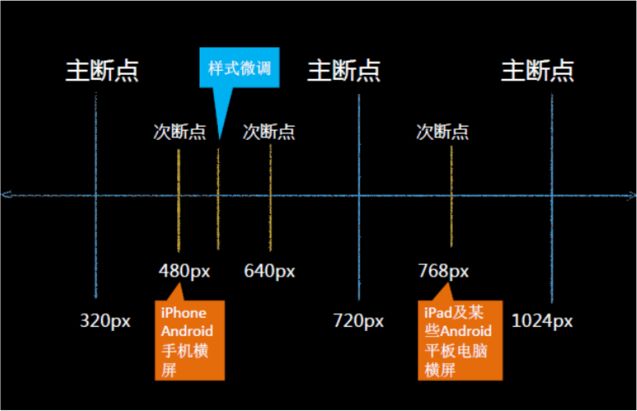 样式微调
主断点
主断点
主断点
次断点
次断点
次断点
480px
640px
768px
320px
720px
1024px
iPhone
Android
手机横
屏
iPad及某
些Android
平板电脑
横屏